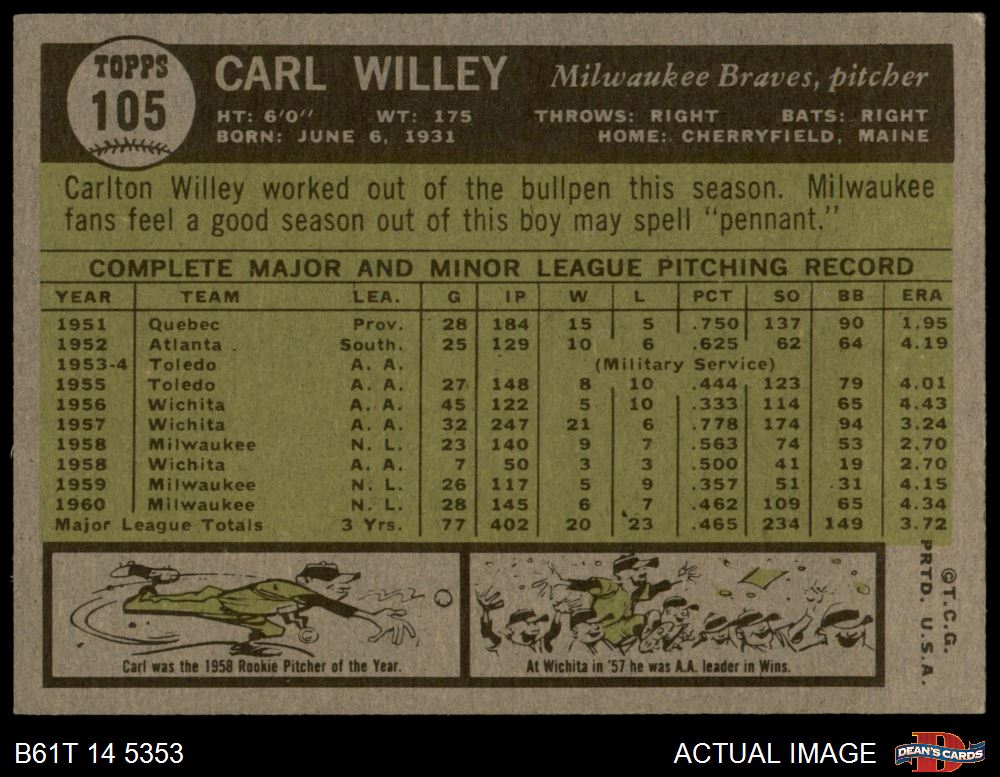 TOPPS
105
CARL WILLEY Milwaukee Braves, pitcher
HT: 6'0" WT: 175 THROWS: RIGHT BATS: RIGHT
BORN: JUNE 6, 1931 HOME: CHERRYFIELD, MAINE
Carlton Willey worked out of the bullpen this season. Milwaukee
fans feel a good season out of this boy may spell "pennant."
COMPLETE MAJOR AND MINOR LEAGUE PITCHING RECORD
YEAR TEAM LEA. G IP W L PCT SO BB ERA
1951 Quebec Prov. 28 184 15 5 .750 137 90 1.95
1952 Atlanta South. 25 129 10 6 .625 62 64 4.19
1953-4 Toledo A. A. (Military Service)
1955 Toledo A. A. 27 148 8 10 .444 123 79 4.01
1956 Wichita A. A. 45 122 5 10 .333 114 65 4.43
1957 Wichita A. A. 32 247 21 6 .778 174 94 3.24
1958 Milwaukee N. L. 23 140 9 7 .563 74 53 2.70
1958 Wichita A. A. 7 50 3 3 .500 41 19 2.70
1959 Milwaukee N. L. 26 117 5 9 .357 51 31 4.15
1960 Milwaukee N. L. 28 145 6 7 .462 109 65 4.34
Major League Totals 3 Yrs. 77 402 20 23 .465 234 149 3.72
Carl was the 1958 Rookie Pitcher of the Year.
At Wichita in '57 he was A.A. leader in Wins.
©T.C.G.
PRTD. U.S.A.
B61T 14 5353
ACTUAL IMAGE
D
DEAN'S CARDS